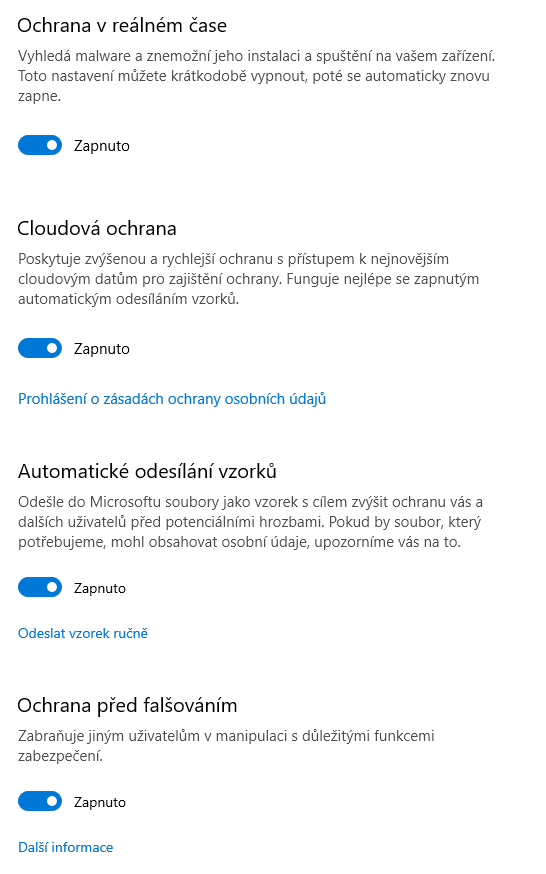 Ochrana v reálném čase
Vyhledá malware a znemožní jeho instalaci a spuštění na vašem zařízení.
Toto nastavení můžete krátkodobě vypnout, poté se automaticky znovu
zapne.
Zapnuto
Cloudová ochrana
Poskytuje zvýšenou a rychlejší ochranu s přístupem k nejnovějším
cloudovým datům pro zajištění ochrany. Funguje nejlépe se zapnutým
automatickým odesíláním vzorků.
Zapnuto
Prohlášení o zásadách ochrany osobních údajů
Automatické odesílání vzorků
Odešle do Microsoftu soubory jako vzorek s cílem zvýšit ochranu vás a
dalších uživatelů před potenciálními hrozbami. Pokud by soubor, který
potřebujeme, mohl obsahovat osobní údaje, upozorníme vás na to.
Zapnuto
Odeslat vzorek ručně
Ochrana před falšováním
Zabraňuje jiným uživatelům v manipulaci s důležitými funkcemi
zabezpečení.
Zapnuto
Další informace